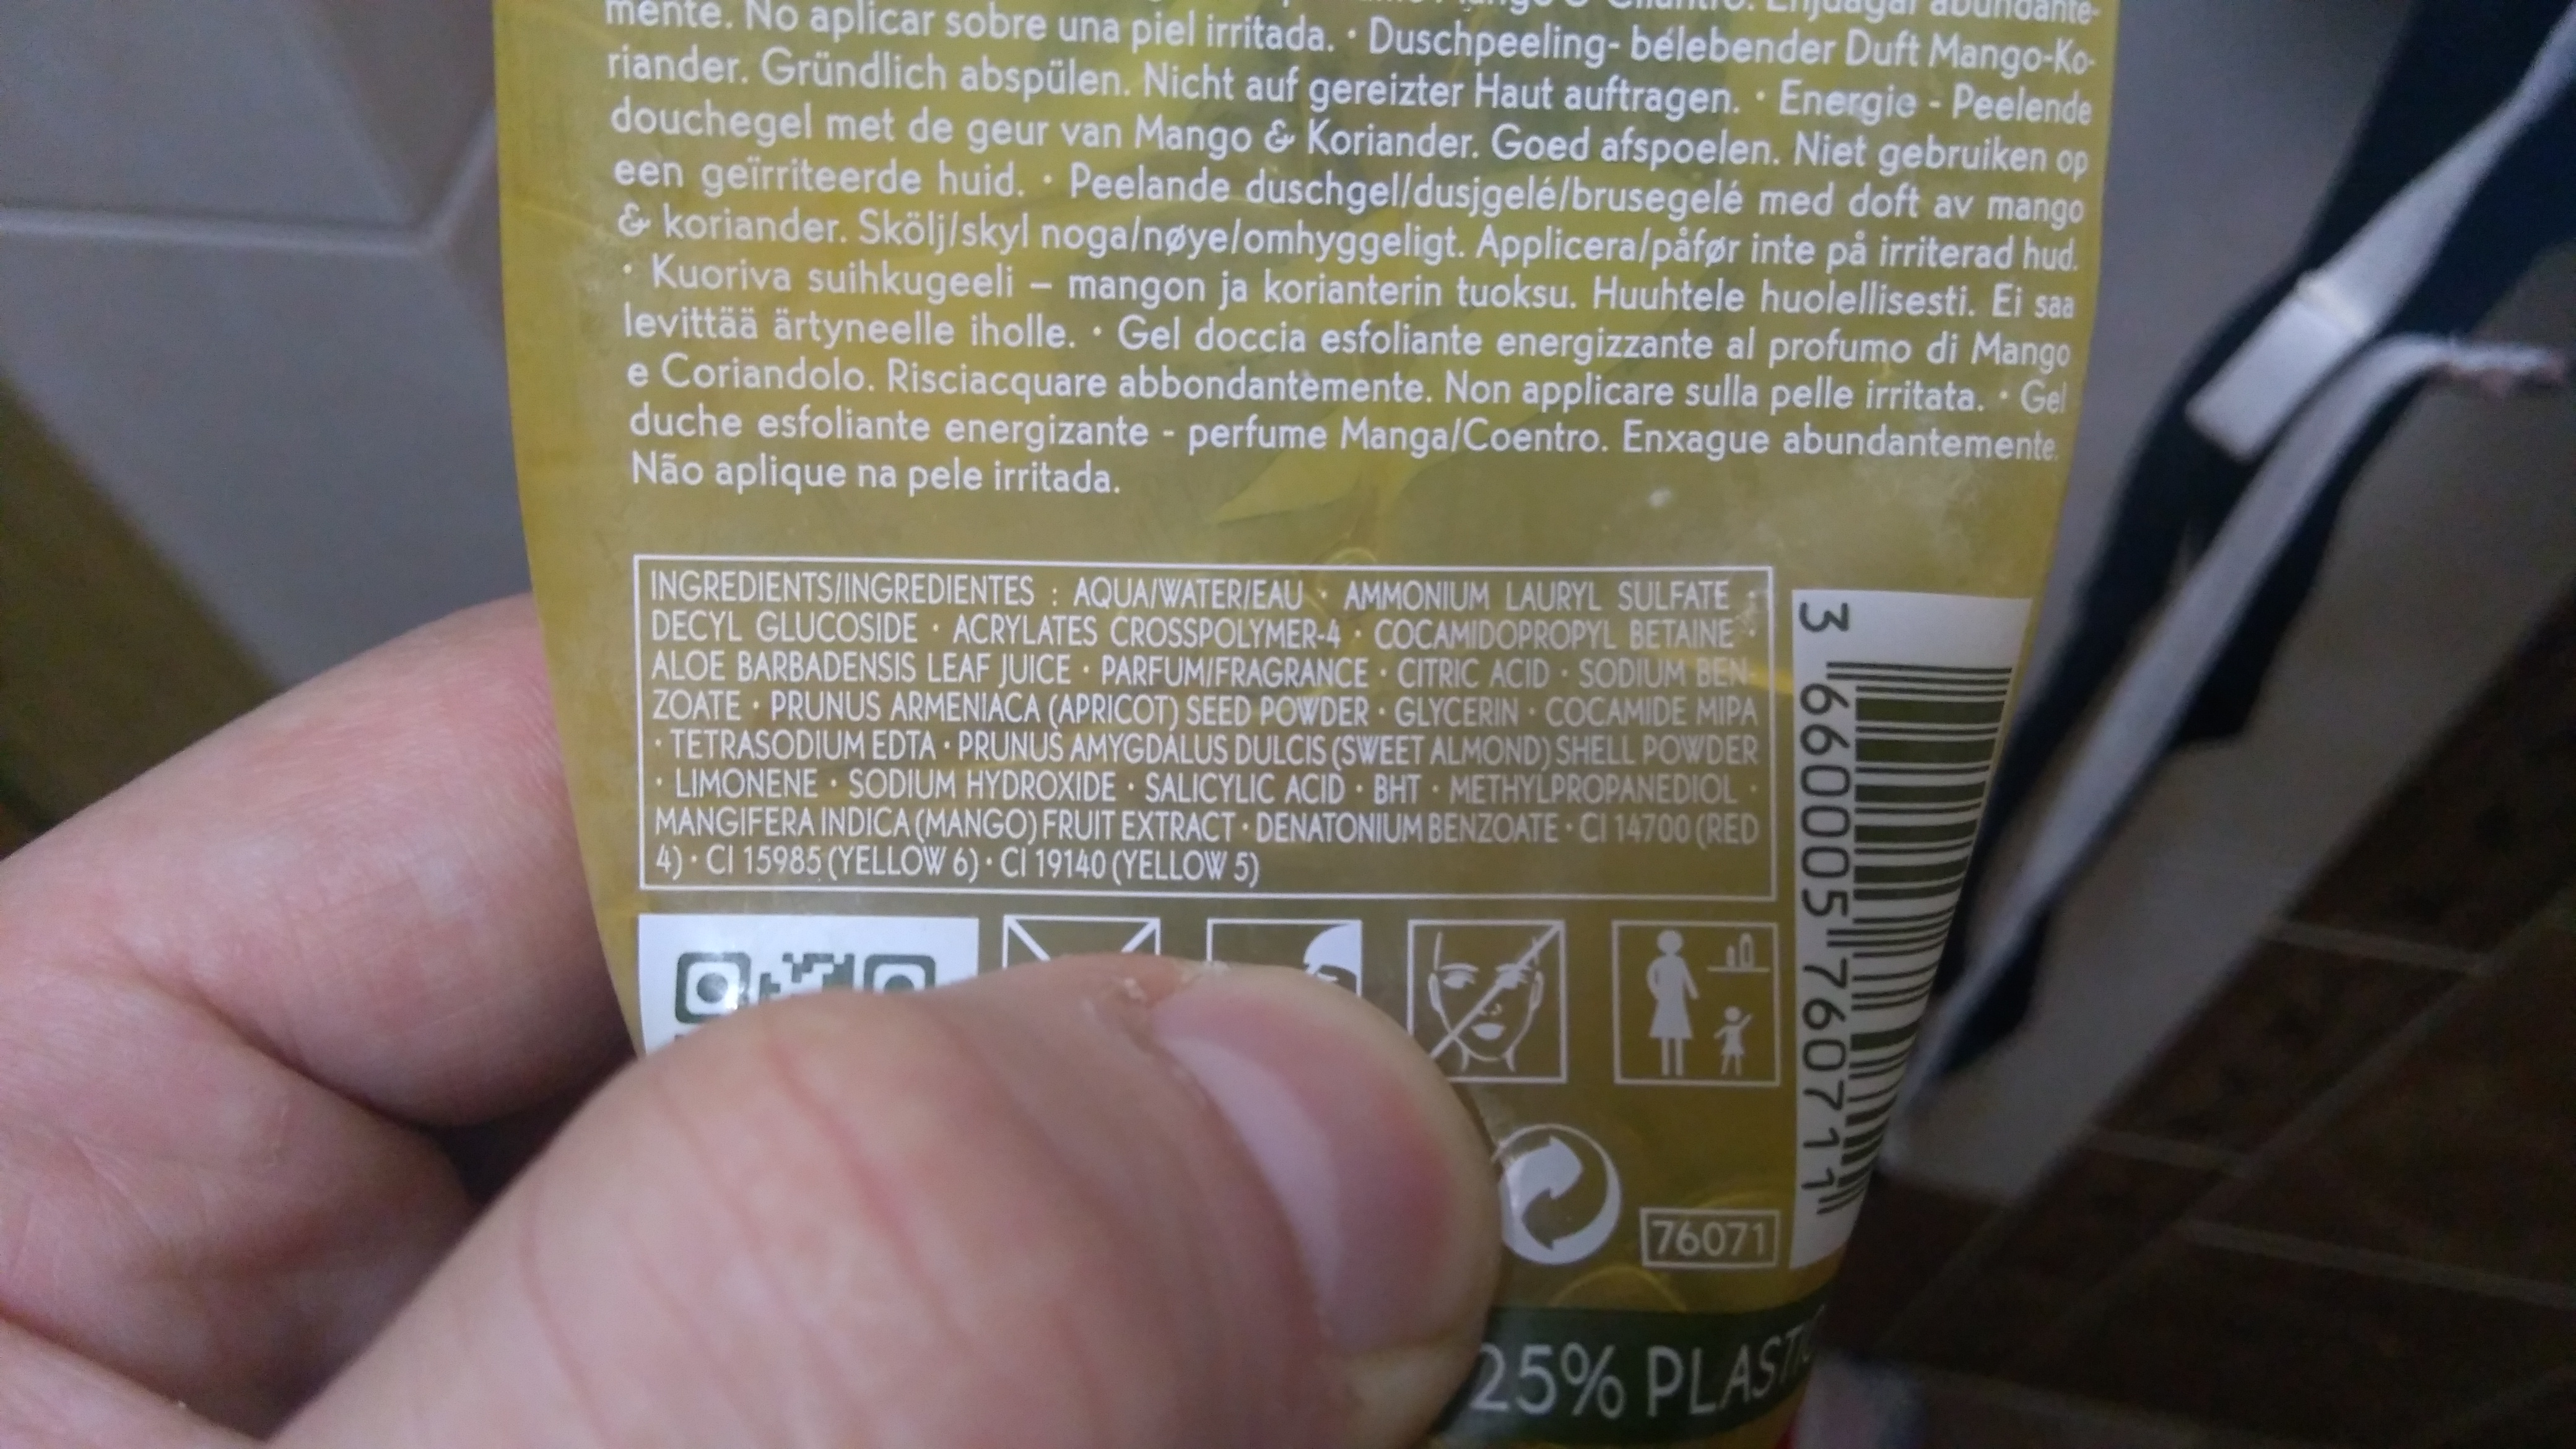 mente. No aplicar sobre una piel irritada. • Duschpeeling- belebender Duft Mango-Ko-
riander. Gründlich abspülen. Nicht auf gereizter Haut auftragen. • Energie - Peelende
douchegel met de geur van Mango & Koriander. Goed afspoelen. Niet gebruiken op
een geïrriteerde huid. • Peelande duschgel/dusjgelé/brusegelé med doft av mango
& koriander. Skölj/skyl noga/nøye/omhyggeligt. Applicera/påfør inte på irriterad hud.
• Kuoriva suihkugeeli – mangon ja korianterin tuoksu. Huuhtele huolellisesti. Ei saa
levittää ärtyneelle iholle. • Gel doccia esfoliante energizzante al profumo di Mango
e Coriandolo. Risciacquare abbondantemente. Non applicare sulla pelle irritata. • Gel
duche esfoliante energizante - perfume Manga/Coentro. Enxague abundantemente.
Não aplique na pele irritada.
INGREDIENTS/INGREDIENTES : AQUA/WATER/EAU • AMMONIUM LAURYL SULFATE •
DECYL GLUCOSIDE • ACRYLATES CROSSPOLYMER-4 • COCAMIDOPROPYL BETAINE •
ALOE BARBADENSIS LEAF JUICE • PARFUM/FRAGRANCE • CITRIC ACID • SODIUM BEN-
ZOATE • PRUNUS ARMENIACA (APRICOT) SEED POWDER • GLYCERIN • COCAMIDE MIPA
• TETRASODIUM EDTA • PRUNUS AMYGDALUS DULCIS (SWEET ALMOND) SHELL POWDER
• LIMONENE • SODIUM HYDROXIDE • SALICYLIC ACID • BHT • METHYLPROPANEDIOL •
MANGIFERA INDICA (MANGO) FRUIT EXTRACT • DENATONIUM BENZOATE • CI 14700 (RED
4) • CI 15985 (YELLOW 6) • CI 19140 (YELLOW 5)
3 660005 760711
76071
25% PLASTIC